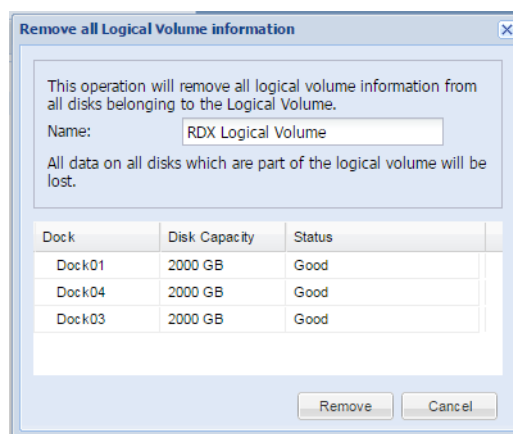 Remove all Logical Volume information
This operation will remove all logical volume information from
all disks belonging to the Logical Volume.
Name: RDX Logical Volume
All data on all disks which are part of the logical volume will be
lost.
Dock Disk Capacity Status
Dock01 2000 GB Good
Dock04 2000 GB Good
Dock03 2000 GB Good
Remove Cancel